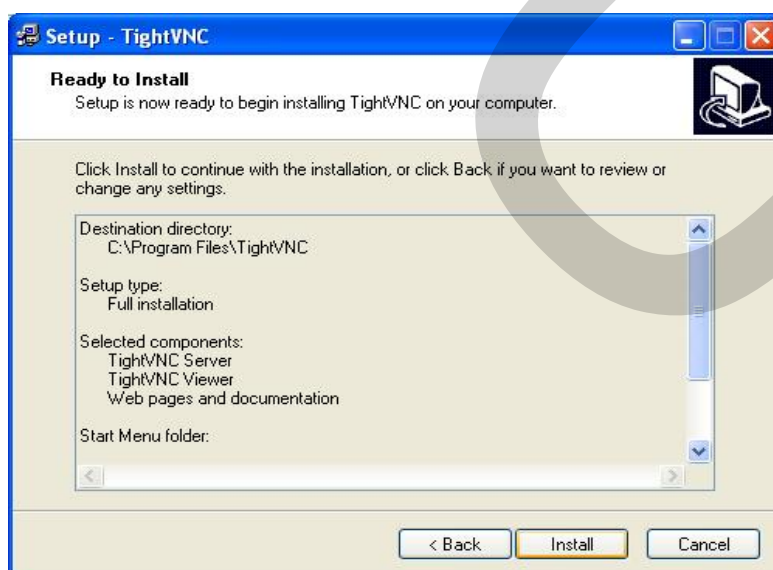 Setup - TightVNC
Ready to Install
Setup is now ready to begin installing TightVNC on your computer.
Click Install to continue with the installation, or click Back if you want to review or
change any settings.
Destination directory:
C:\Program Files\TightVNC
Setup type:
Full installation
Selected components:
TightVNC Server
TightVNC Viewer
Web pages and documentation
Start Menu folder:
< Back
Install
Cancel